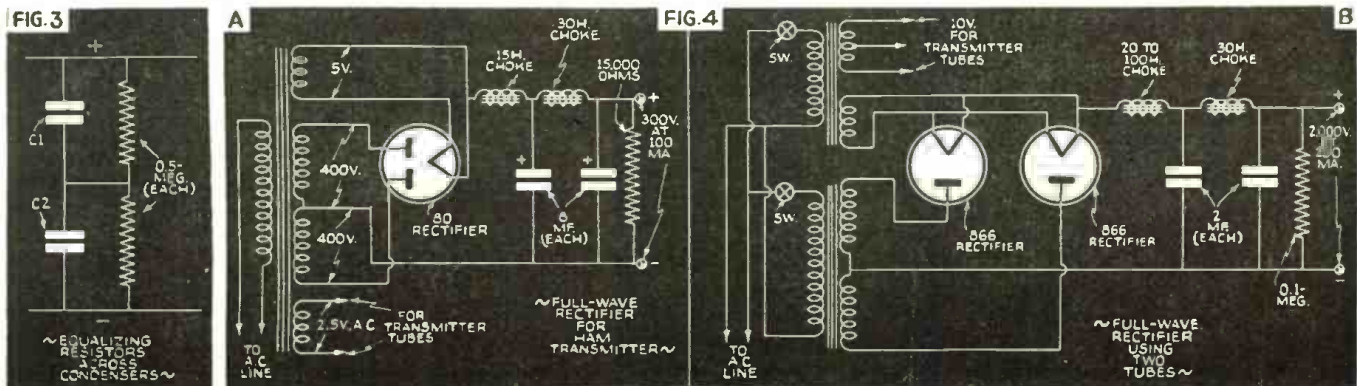 FIG.3
+
C1
C2
0.5-
MEG.
(EACH)
–
~EQUALIZING
RESISTORS
ACROSS
CONDENSERS~
A
FIG.4
5V.
400V.
400V.
2.5V. A C
FOR
TRANSMITTER
TUBES
TO
A.C.
LINE
80
RECTIFIER
15H.
CHOKE
30H.
CHOKE
15,000
OHMS
+
+
8
MF.
(EACH)
+
300V.
AT
100
MA
–
~FULL-WAVE
RECTIFIER
FOR
HAM
TRANSMITTER~
B
5W.
5W.
10V.
FOR
TRANSMITTER
TUBES
TO
A.C.
LINE
866
RECTIFIER
866
RECTIFIER
20 TO
100H.
CHOKE
30H.
CHOKE
2
MF.
(EACH)
+
2,000V.
MA.
–
0.1-
MEG.
~FULL-WAVE
RECTIFIER
USING
TWO
TUBES~